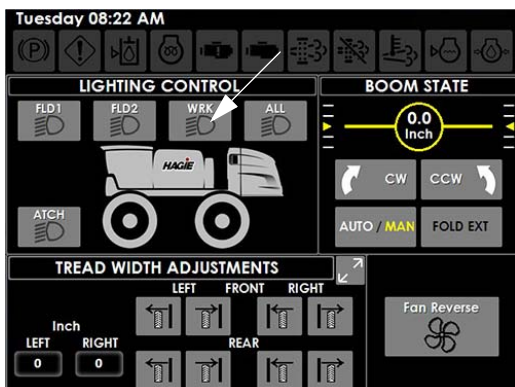 Tuesday 08:22 AM
(P)
LIGHTING CONTROL
BOOM STATE
FLD1 FLD2 WRK ALL
0.0
Inch
HAGIE
CW CCW
ATCH
AUTO / MAN FOLD EXT
TREAD WIDTH ADJUSTMENTS
LEFT FRONT RIGHT
Fan Reverse
Inch
LEFT RIGHT
REAR
0 0